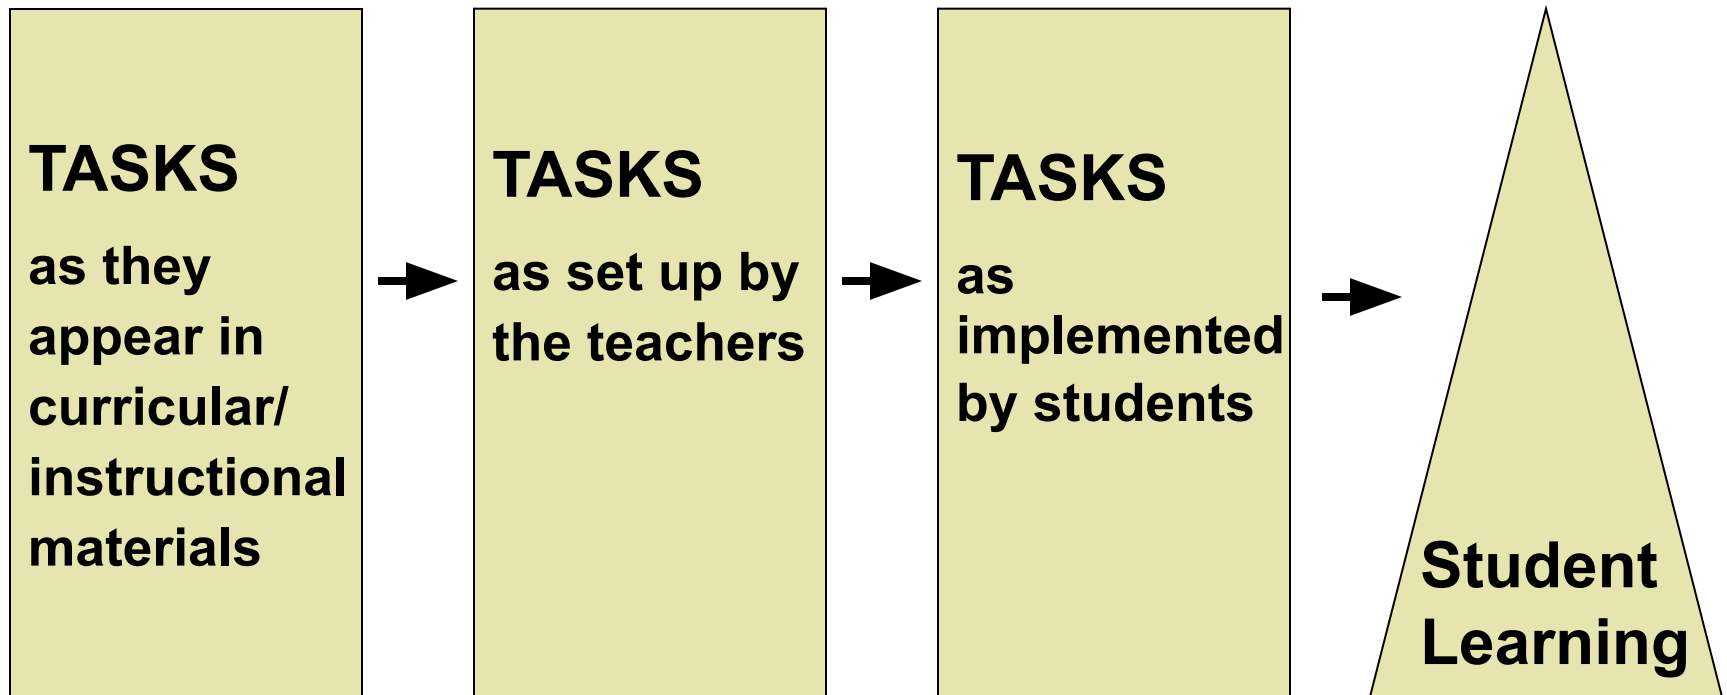 TASKS
as they
appear in
curricular/
instructional
materials
TASKS
as set up by
the teachers
TASKS
as
implemented
by students
Student
Learning